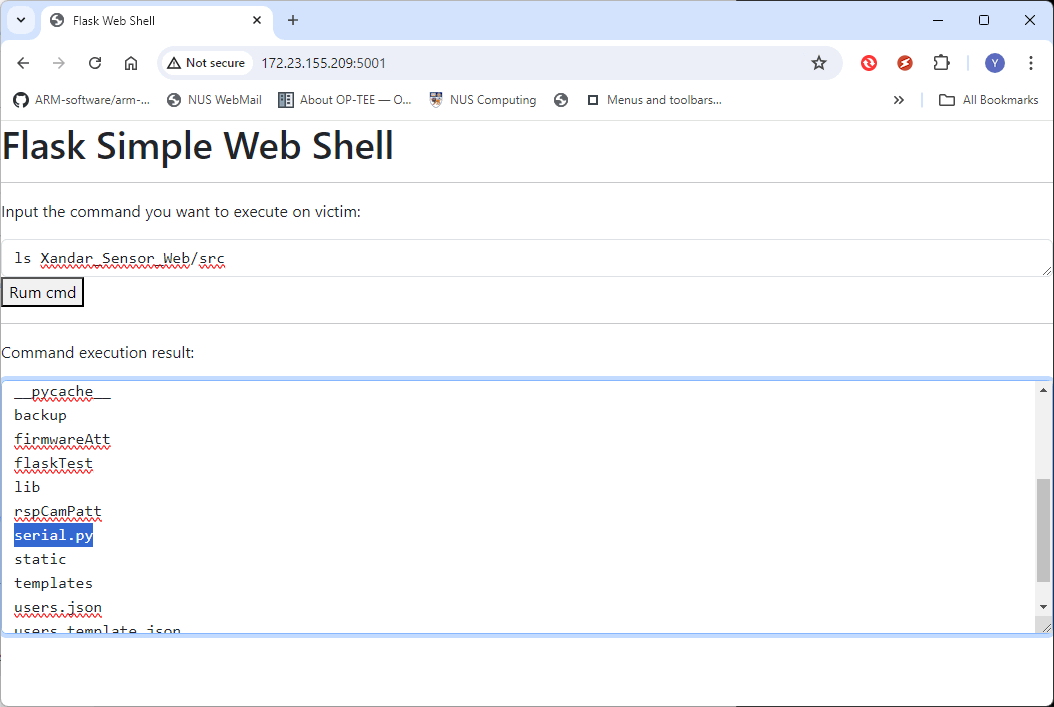 Flask Web Shell
Not secure 172.23.155.209:5001 Y
ARM-software/arm-... NUS WebMail About OP-TEE — O... NUS Computing Menus and toolbars... All Bookmarks
Flask Simple Web Shell
Input the command you want to execute on victim:
ls Xandar_Sensor_Web/src
Rum cmd
Command execution result:
__pycache__
backup
firmwareAtt
flaskTest
lib
rspCamPatt
serial.py
static
templates
users.json
users_template.json